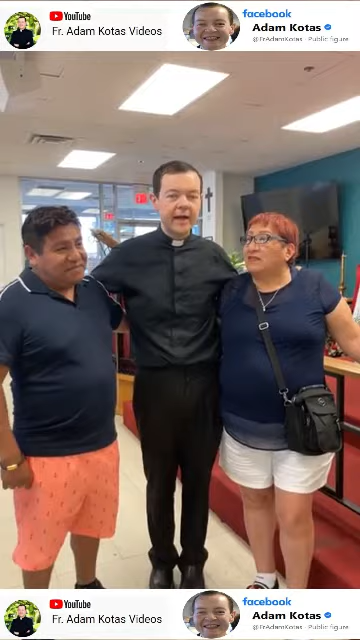 YouTube
Fr. Adam Kotas Videos
facebook
Adam Kotas
@FrAdamKotas · Public figure
YouTube
Fr. Adam Kotas Videos
facebook
Adam Kotas
@FrAdamKotas · Public figure